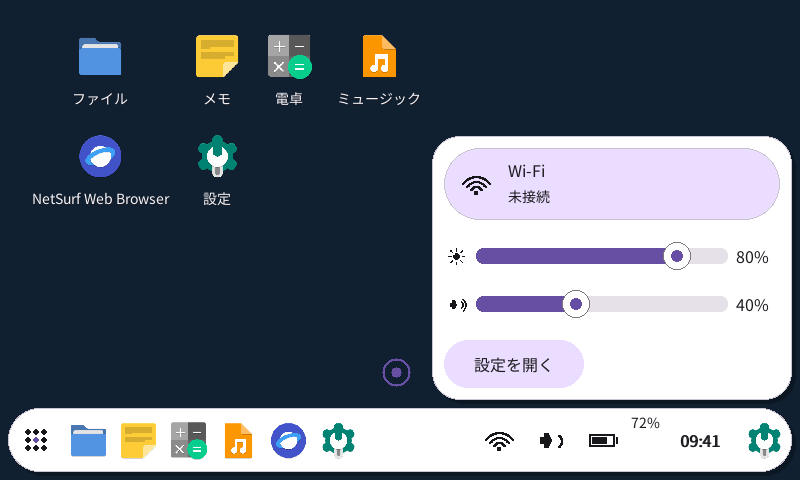 ファイル
メモ
電卓
ミュージック
NetSurf Web Browser
設定
Wi-Fi
未接続
80%
40%
設定を開く
72%
09:41